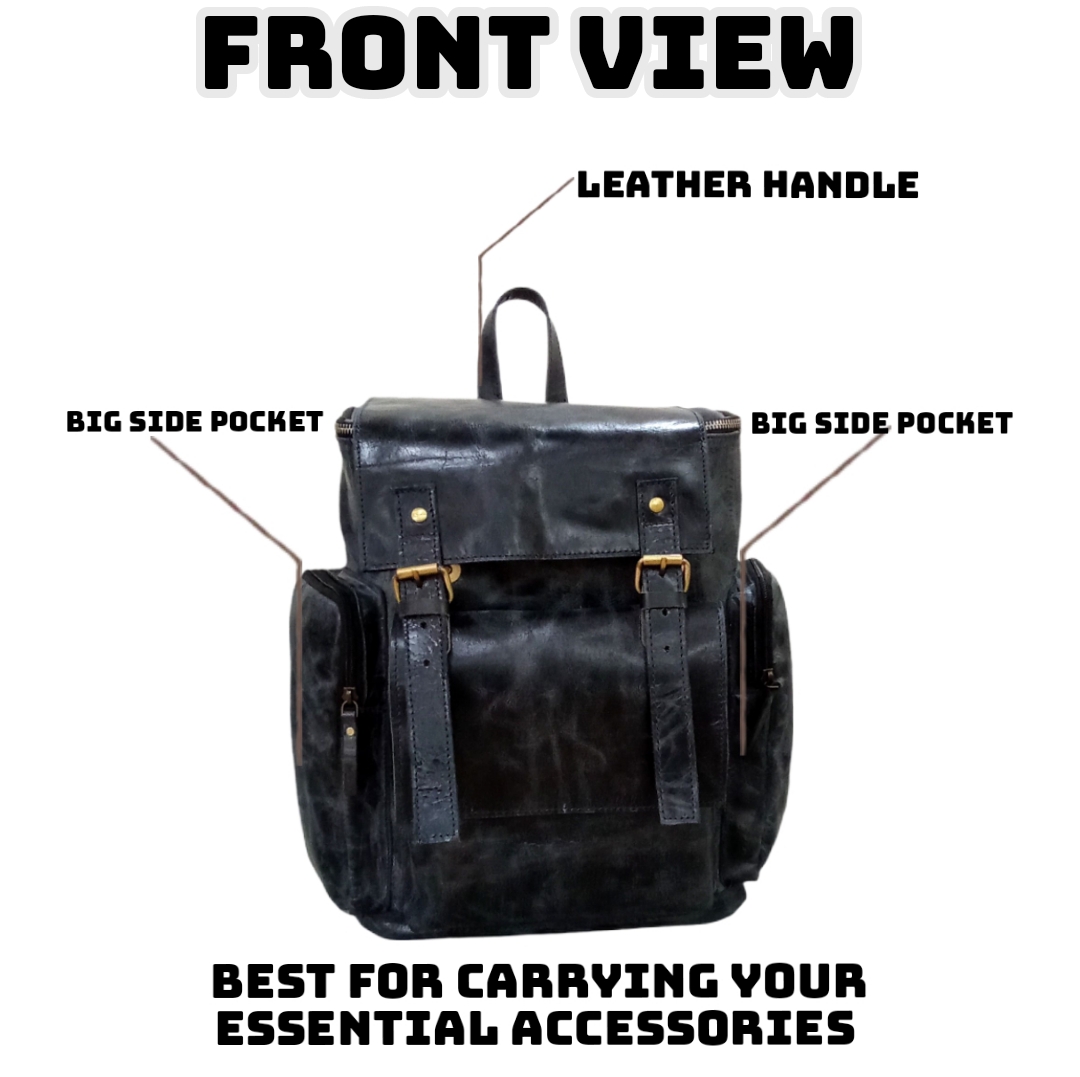 FRONT VIEW
LEATHER HANDLE
BIG SIDE POCKET
BIG SIDE POCKET
BEST FOR CARRYING YOUR
ESSENTIAL ACCESSORIES